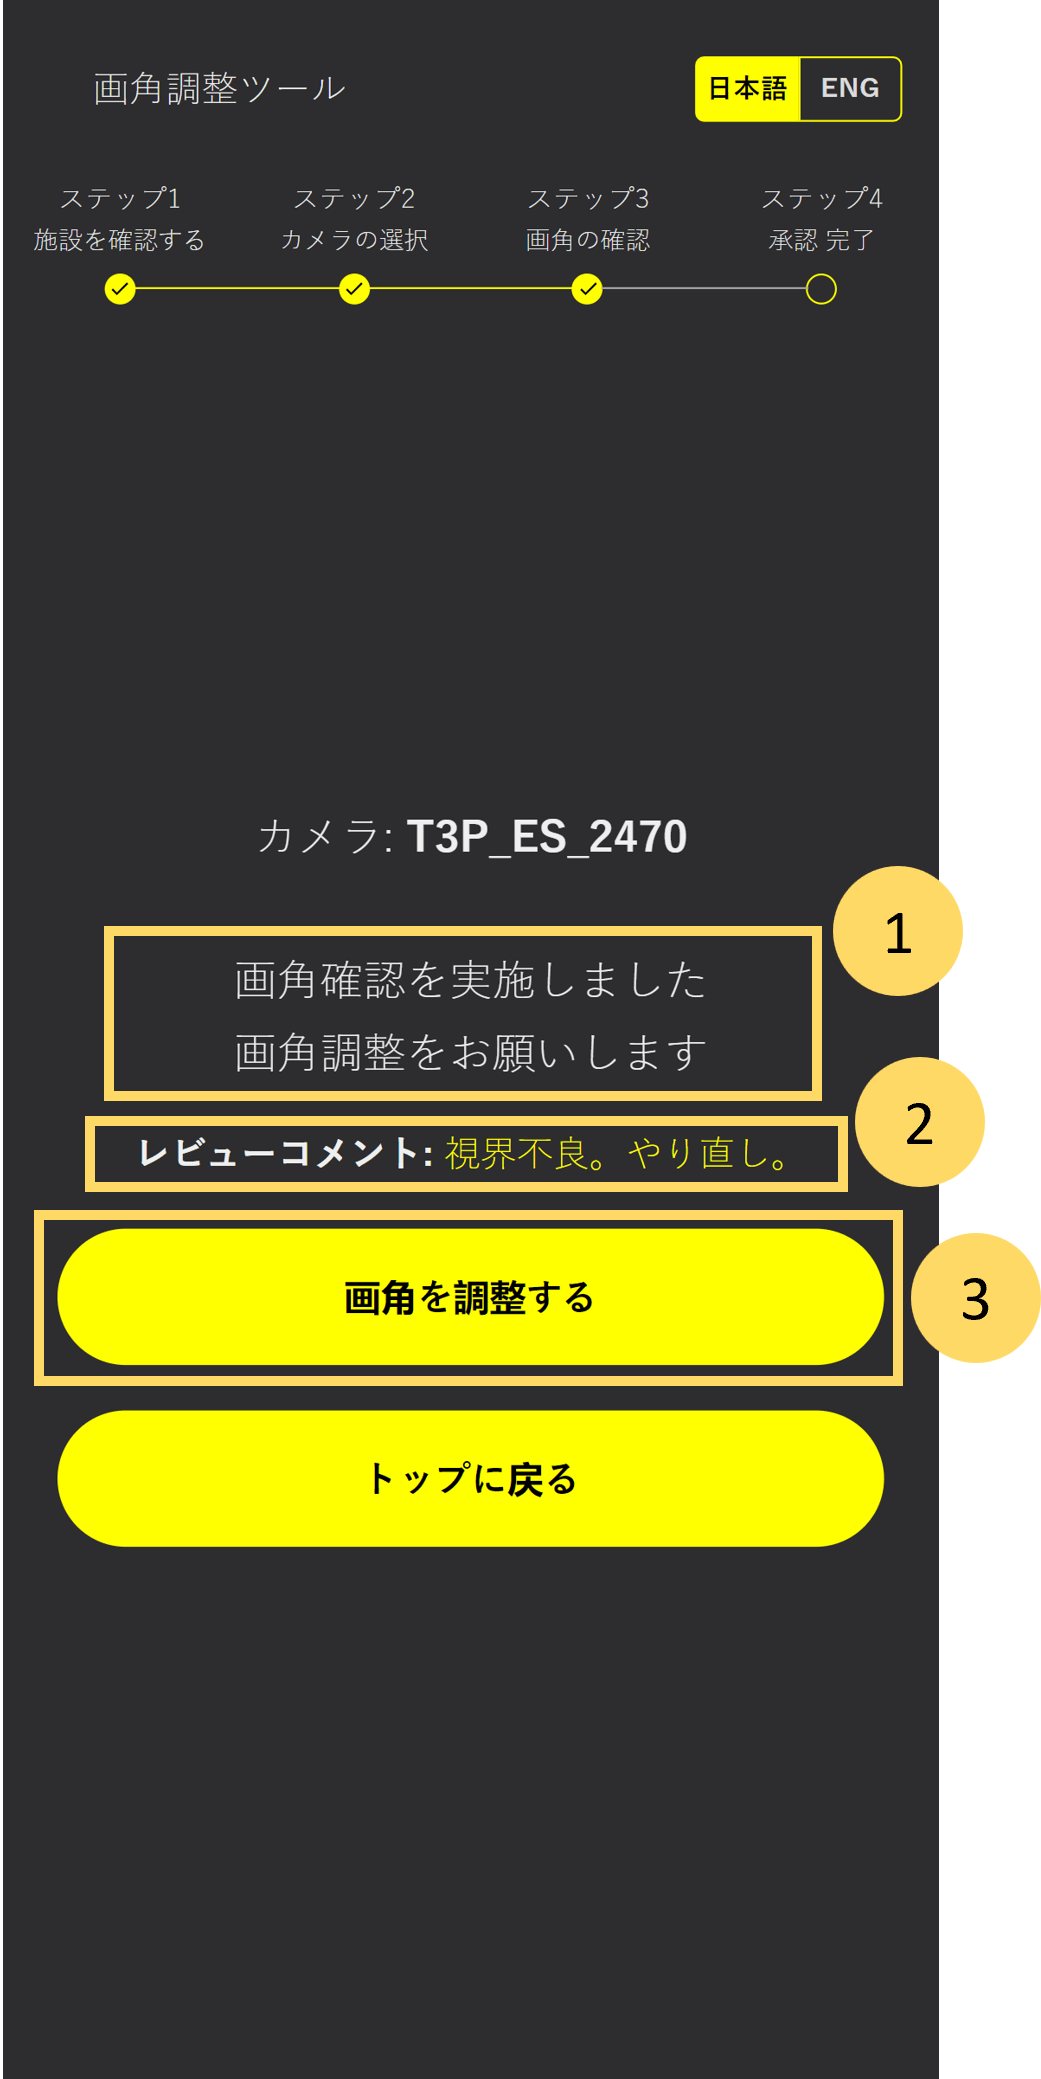 画角調整ツール
日本語 ENG
ステップ1 ステップ2 ステップ3 ステップ4
施設を確認する カメラの選択 画角の確認 承認 完了
カメラ: T3P_ES_2470
1
画角確認を実施しました
画角調整をお願いします
2
レビューコメント: 視界不良。やり直し。
画角を調整する
3
トップに戻る